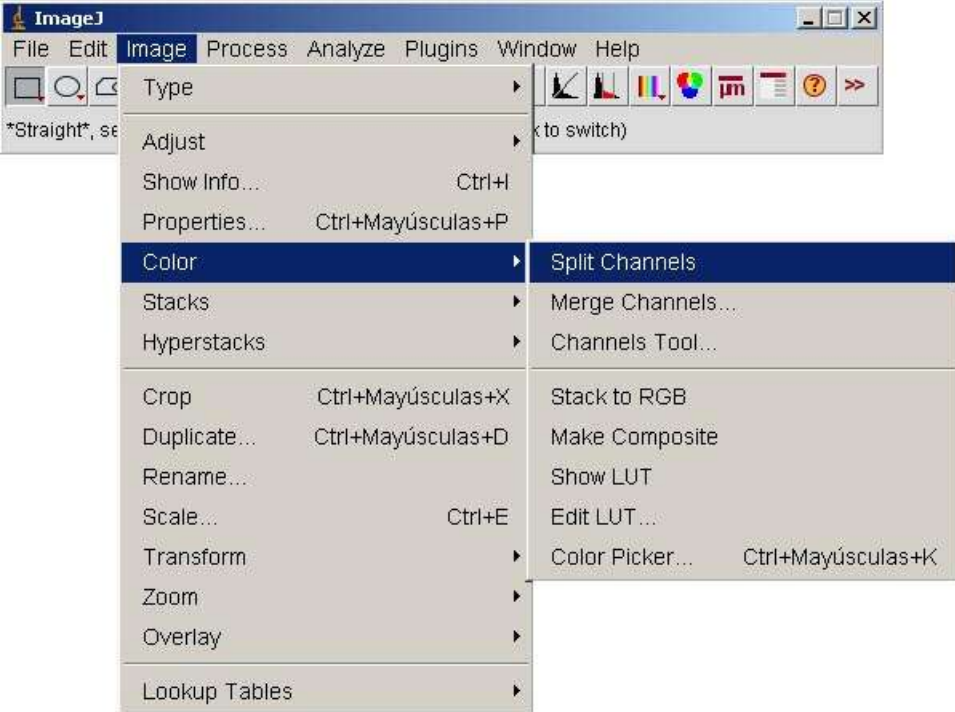 ImageJ
File Edit Image Process Analyze Plugins Window Help
µm ? >>
*Straight*, se
k to switch)
Type
Adjust
Show Info... Ctrl+I
Properties... Ctrl+Mayúsculas+P
Color
Stacks
Hyperstacks
Crop Ctrl+Mayúsculas+X
Duplicate... Ctrl+Mayúsculas+D
Rename...
Scale... Ctrl+E
Transform
Zoom
Overlay
Lookup Tables
Split Channels
Merge Channels...
Channels Tool...
Stack to RGB
Make Composite
Show LUT
Edit LUT...
Color Picker... Ctrl+Mayúsculas+K